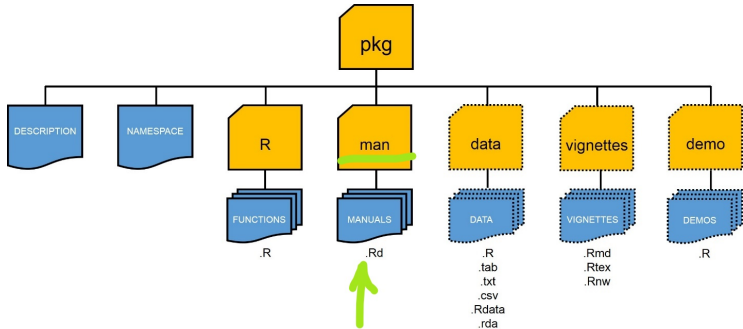 pkg
DESCRIPTION
NAMESPACE
R
man
data
vignettes
demo
FUNCTIONS
MANUALS
DATA
VIGNETTES
DEMOS
.R
.Rd
.R
.tab
.txt
.csv
.Rdata
.rda
.Rmd
.Rtex
.Rnw
.R